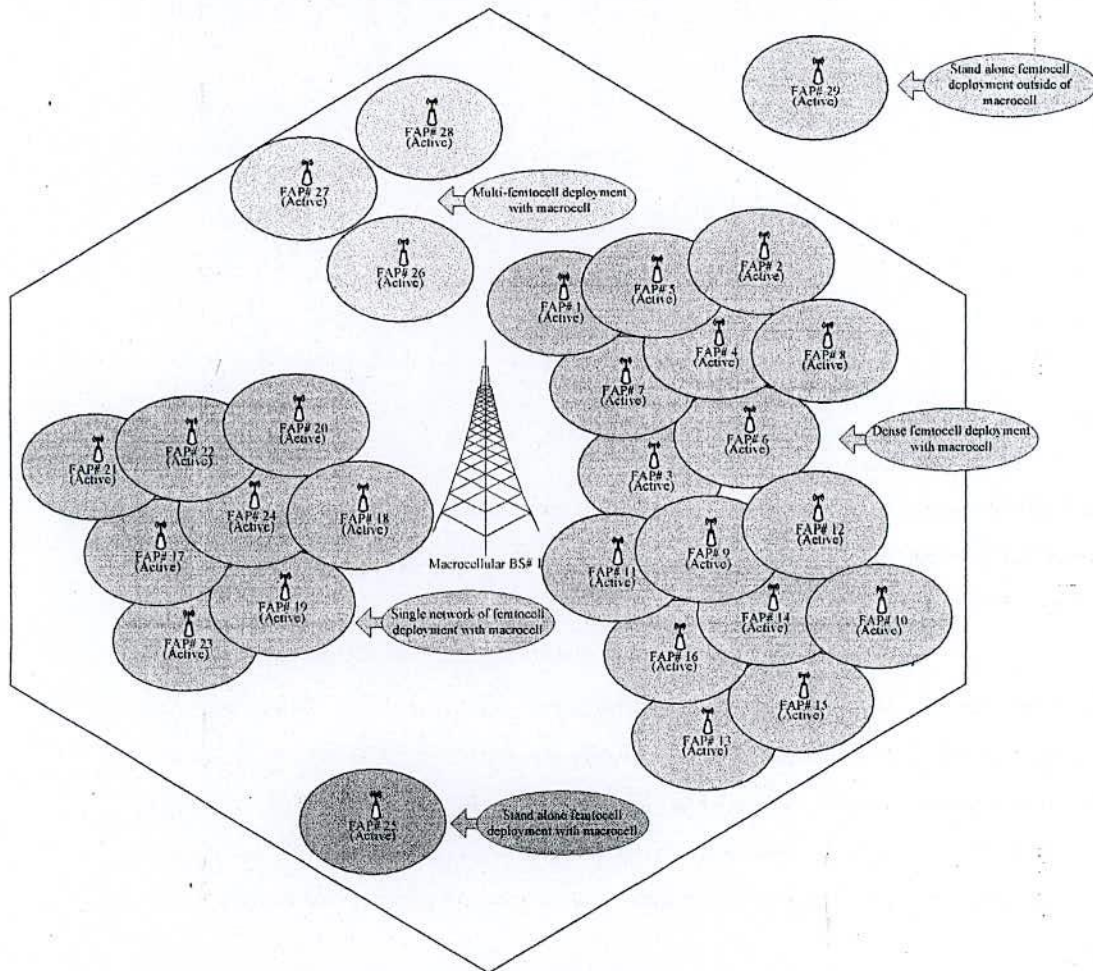 FAP# 29
(Active)
Stand alone femtocell
deployment outside of
macrocell
FAP# 28
(Active)
FAP# 27
(Active)
Multi-femtocell deployment
with macrocell
FAP# 26
(Active)
FAP# 2
(Active)
FAP# 5
(Active)
FAP# 1
(Active)
FAP# 4
(Active)
FAP# 8
(Active)
FAP# 7
(Active)
FAP# 6
(Active)
Dense femtocell deployment
with macrocell
FAP# 3
(Active)
FAP# 20
(Active)
FAP# 22
(Active)
FAP# 21
(Active)
FAP# 24
(Active)
FAP# 18
(Active)
FAP# 17
(Active)
FAP# 19
(Active)
FAP# 23
(Active)
Single network of femtocell
deployment with macrocell
Macrocellular BS# 1
FAP# 12
(Active)
FAP# 9
(Active)
FAP# 11
(Active)
FAP# 14
(Active)
FAP# 10
(Active)
FAP# 16
(Active)
FAP# 15
(Active)
FAP# 13
(Active)
FAP# 25
(Active)
Stand alone femtocell
deployment with macrocell